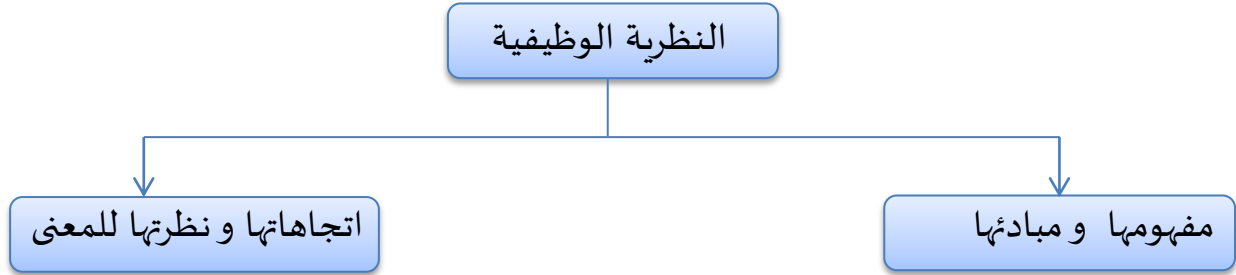 النظرية الوظيفية
مفهومها و مبادئها
اتجاهاتها و نظرتها للمعنى